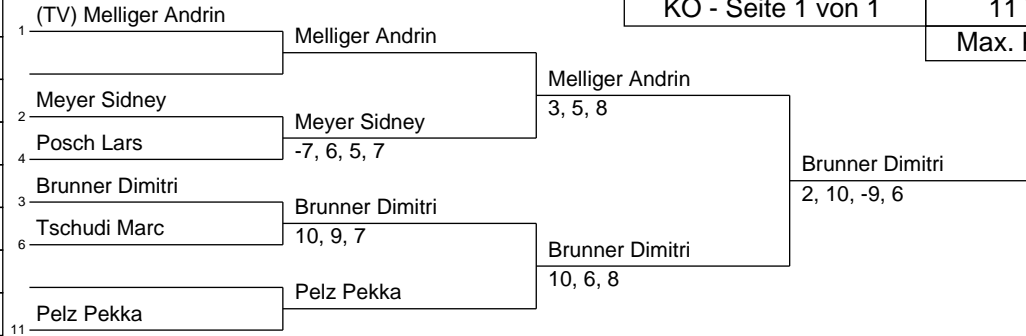 (TV) Melliger Andrin
KO - Seite 1 von 1
11
1
Melliger Andrin
Max.
Melliger Andrin
Meyer Sidney
3, 5, 8
2
Meyer Sidney
Posch Lars
-7, 6, 5, 7
4
Brunner Dimitri
Brunner Dimitri
2, 10, -9, 6
3
Brunner Dimitri
Tschudi Marc
10, 9, 7
6
Brunner Dimitri
10, 6, 8
Pelz Pekka
Pelz Pekka
11